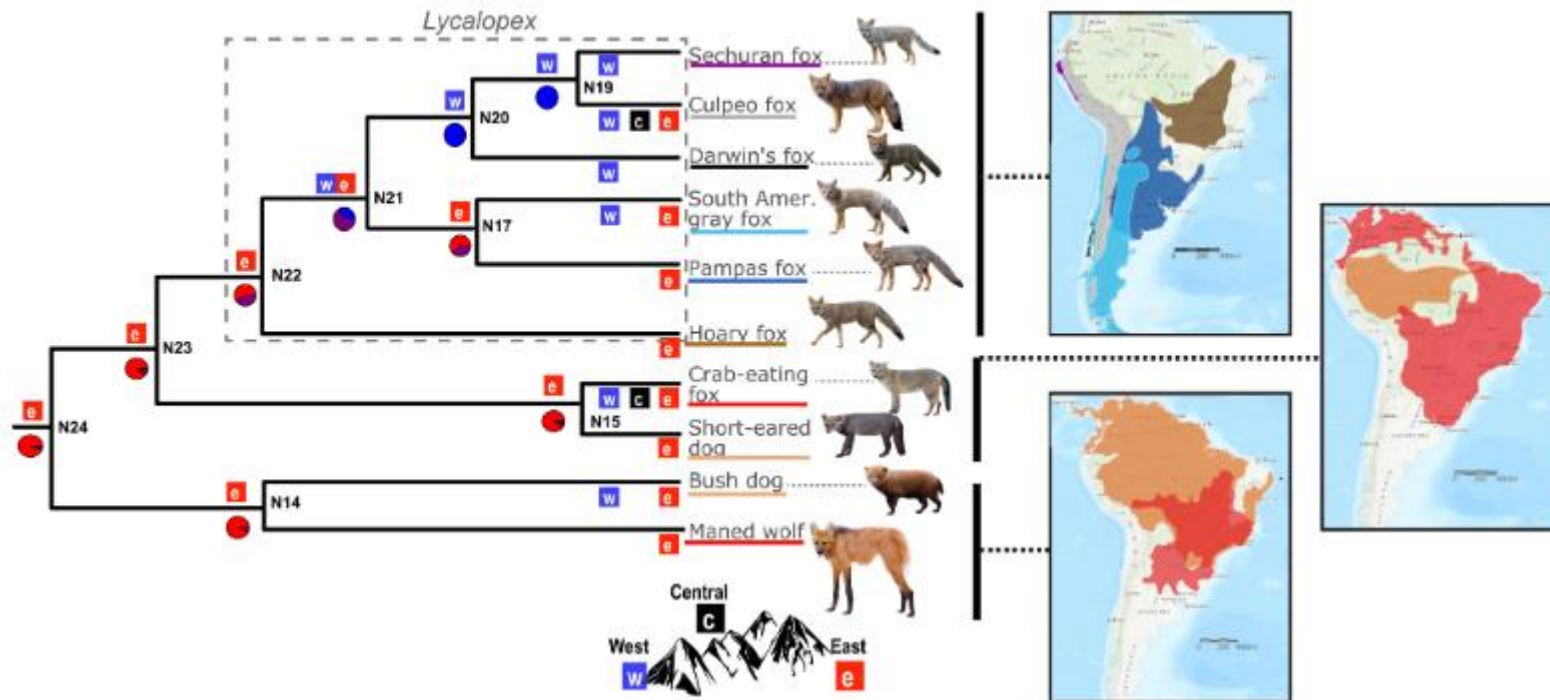 Lycalopex
w
w
Sechuran fox
N19
w
Culpeo fox
N20
w c e
Darwin's fox
w
w e
N21
e
South Amer.
gray fox
N17
w e
Pampas fox
e
e
N22
Hoary fox
e
e
N23
Crab-eating
fox
e
w c e
N15
Short-eared
dog
e
e
N24
Bush dog
e
w e
N14
Maned wolf
e
Central
c
West
East
w
e